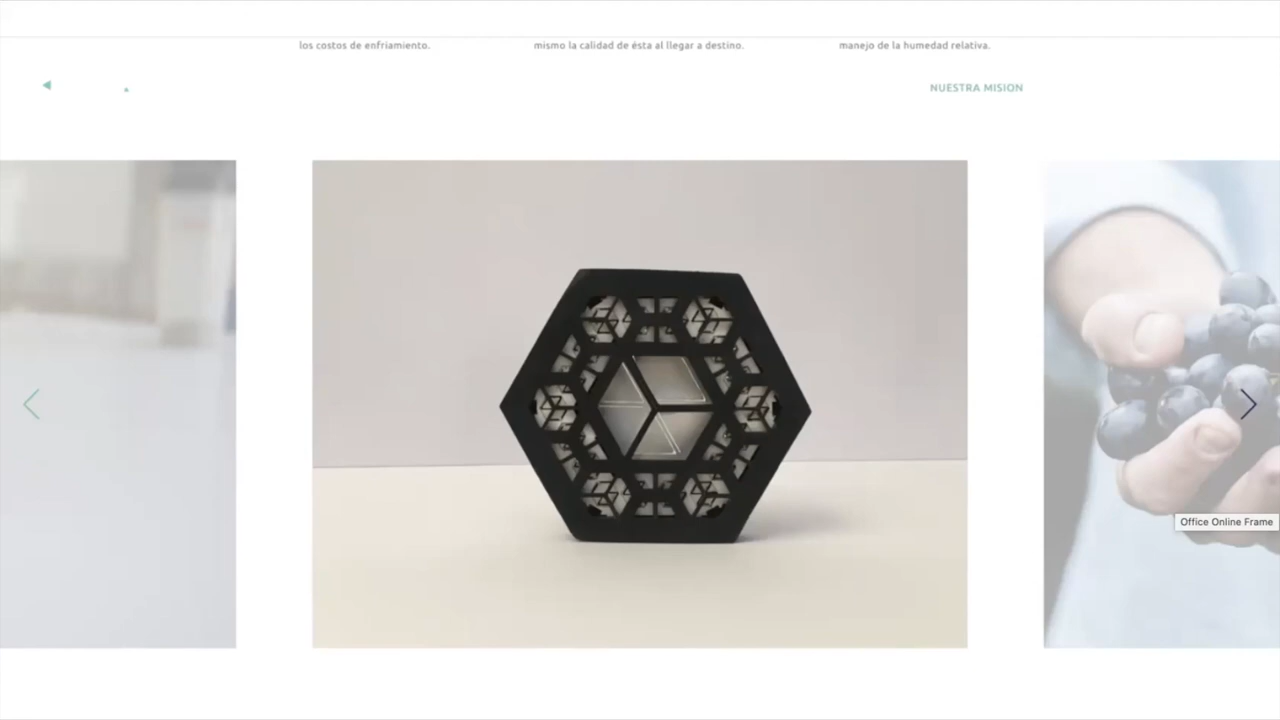 los costos de enfriamiento.
mismo la calidad de ésta al llegar a destino.
manejo de la humedad relativa.
NUESTRA MISION
Office Online Frame